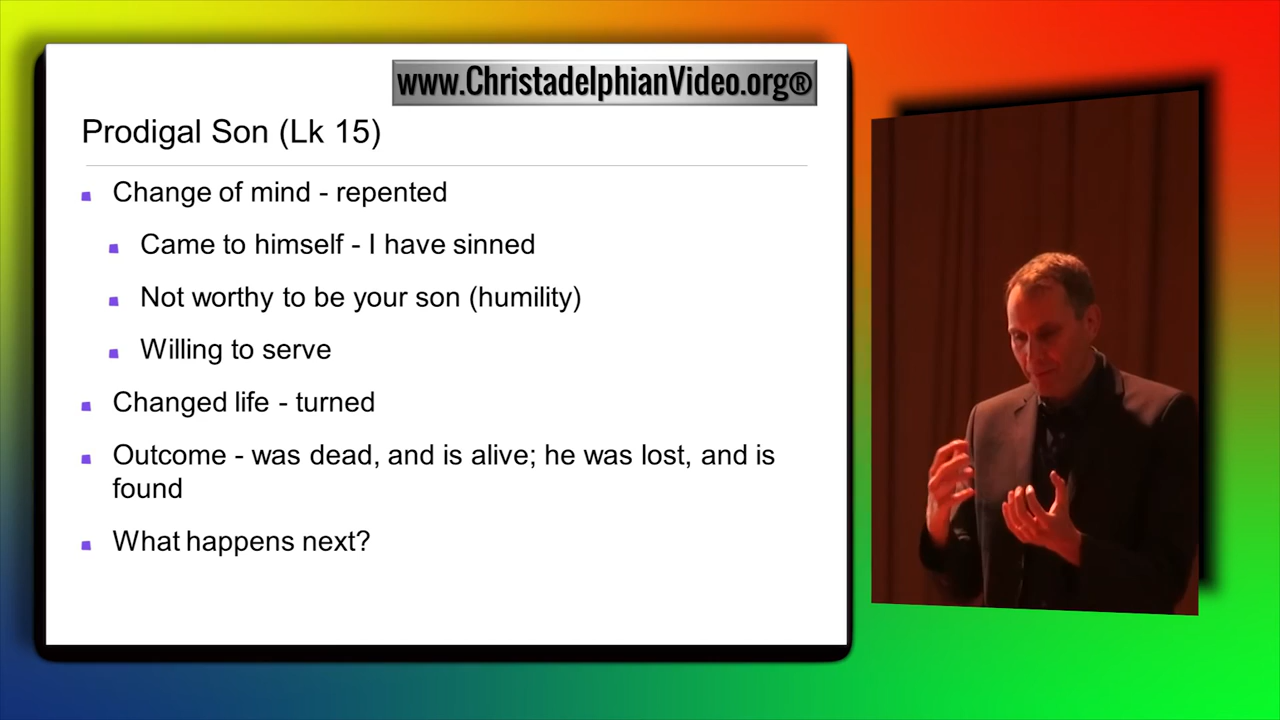 www.ChristadelphianVideo.org®
Prodigal Son (Lk 15)
Change of mind - repented
Came to himself - I have sinned
Not worthy to be your son (humility)
Willing to serve
Changed life - turned
Outcome - was dead, and is alive; he was lost, and is
found
What happens next?